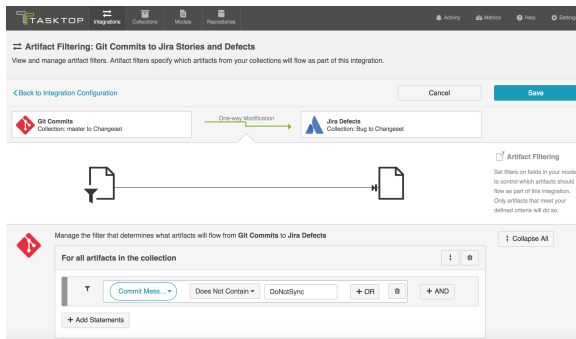 TASKTOP
Integrations
Collections
Models
Repositories
Activity
Metrics
Help
Settings
Artifact Filtering: Git Commits to Jira Stories and Defects
View and manage artifact filters. Artifact filters specify which artifacts from your collections will flow as part of this integration.
Back to Integration Configuration
Cancel
Save
Git Commits
Collection: master to Changeset
One-way Modification
Jira Defects
Collection: Bug to Changeset
Artifact Filtering
Set filters on fields in your mode
to control which artifacts should
flow as part of this integration.
Only artifacts that meet your
defined criteria will do so.
Manage the filter that determines what artifacts will flow from Git Commits to Jira Defects
Collapse All
For all artifacts in the collection
Commit Mess...
Does Not Contain
DoNotSync
+ OR
+ AND
+ Add Statements